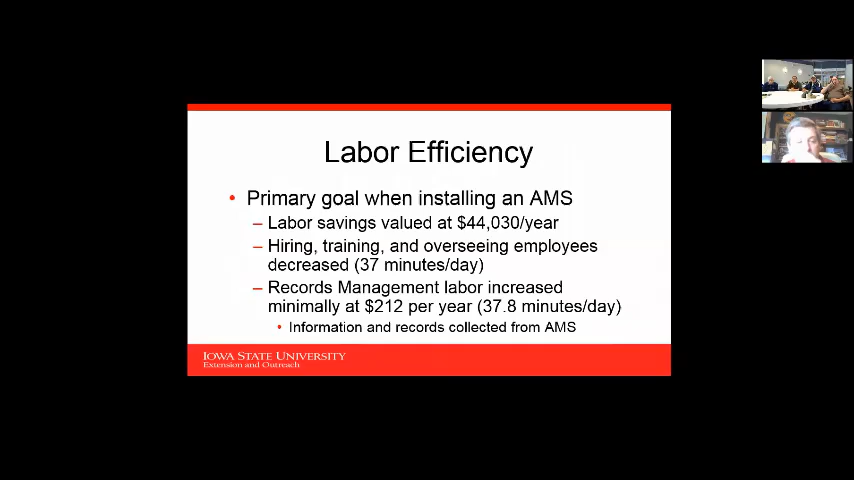 Labor Efficiency
• Primary goal when installing an AMS
– Labor savings valued at $44,030/year
– Hiring, training, and overseeing employees
decreased (37 minutes/day)
– Records Management labor increased
minimally at $212 per year (37.8 minutes/day)
• Information and records collected from AMS
IOWA STATE UNIVERSITY
Extension and Outreach